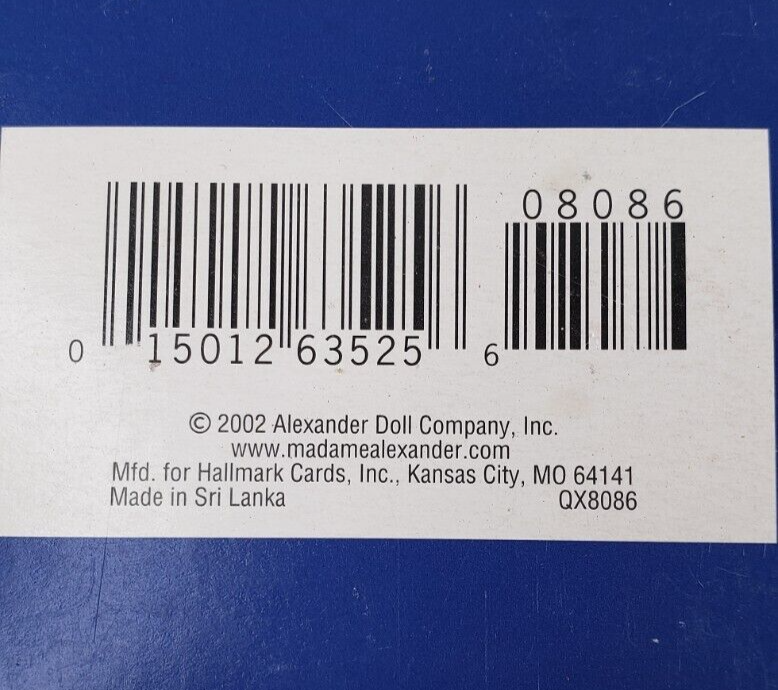 08086
0 15012 63525 6
© 2002 Alexander Doll Company, Inc.
www.madamealexander.com
Mfd. for Hallmark Cards, Inc., Kansas City, MO 64141
Made in Sri Lanka QX8086